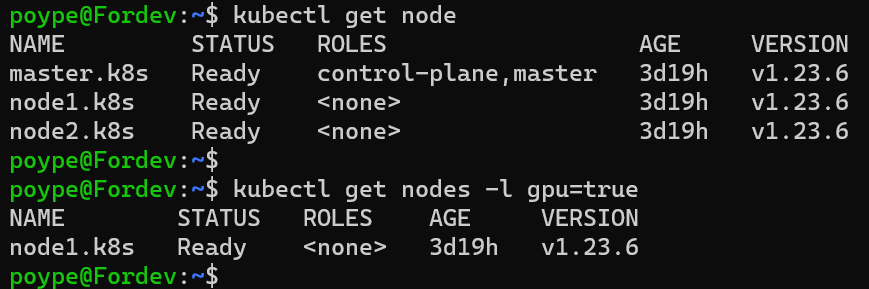 poype@Fordev:~$ kubectl get node
NAME STATUS ROLES AGE VERSION
master.k8s Ready control-plane,master 3d19h v1.23.6
node1.k8s Ready <none> 3d19h v1.23.6
node2.k8s Ready <none> 3d19h v1.23.6
poype@Fordev:~$
poype@Fordev:~$ kubectl get nodes -l gpu=true
NAME STATUS ROLES AGE VERSION
node1.k8s Ready <none> 3d19h v1.23.6
poype@Fordev:~$